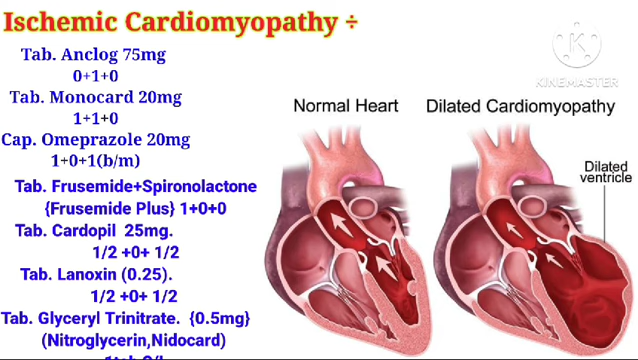 Ischemic Cardiomyopathy ÷
Tab. Anclog 75mg
0+1+0
Tab. Monocard 20mg
1+1+0
Cap. Omeprazole 20mg
1+0+1(b/m)
Tab. Frusemide+Spironolactone
{Frusemide Plus} 1+0+0
Tab. Cardopil 25mg.
1/2 +0+ 1/2
Tab. Lanoxin (0.25).
1/2 +0+ 1/2
Tab. Glyceryl Trinitrate. {0.5mg}
(Nitroglycerin,Nidocard)
K
KINEMASTER
Normal Heart
Dilated Cardiomyopathy
Dilated
ventricle